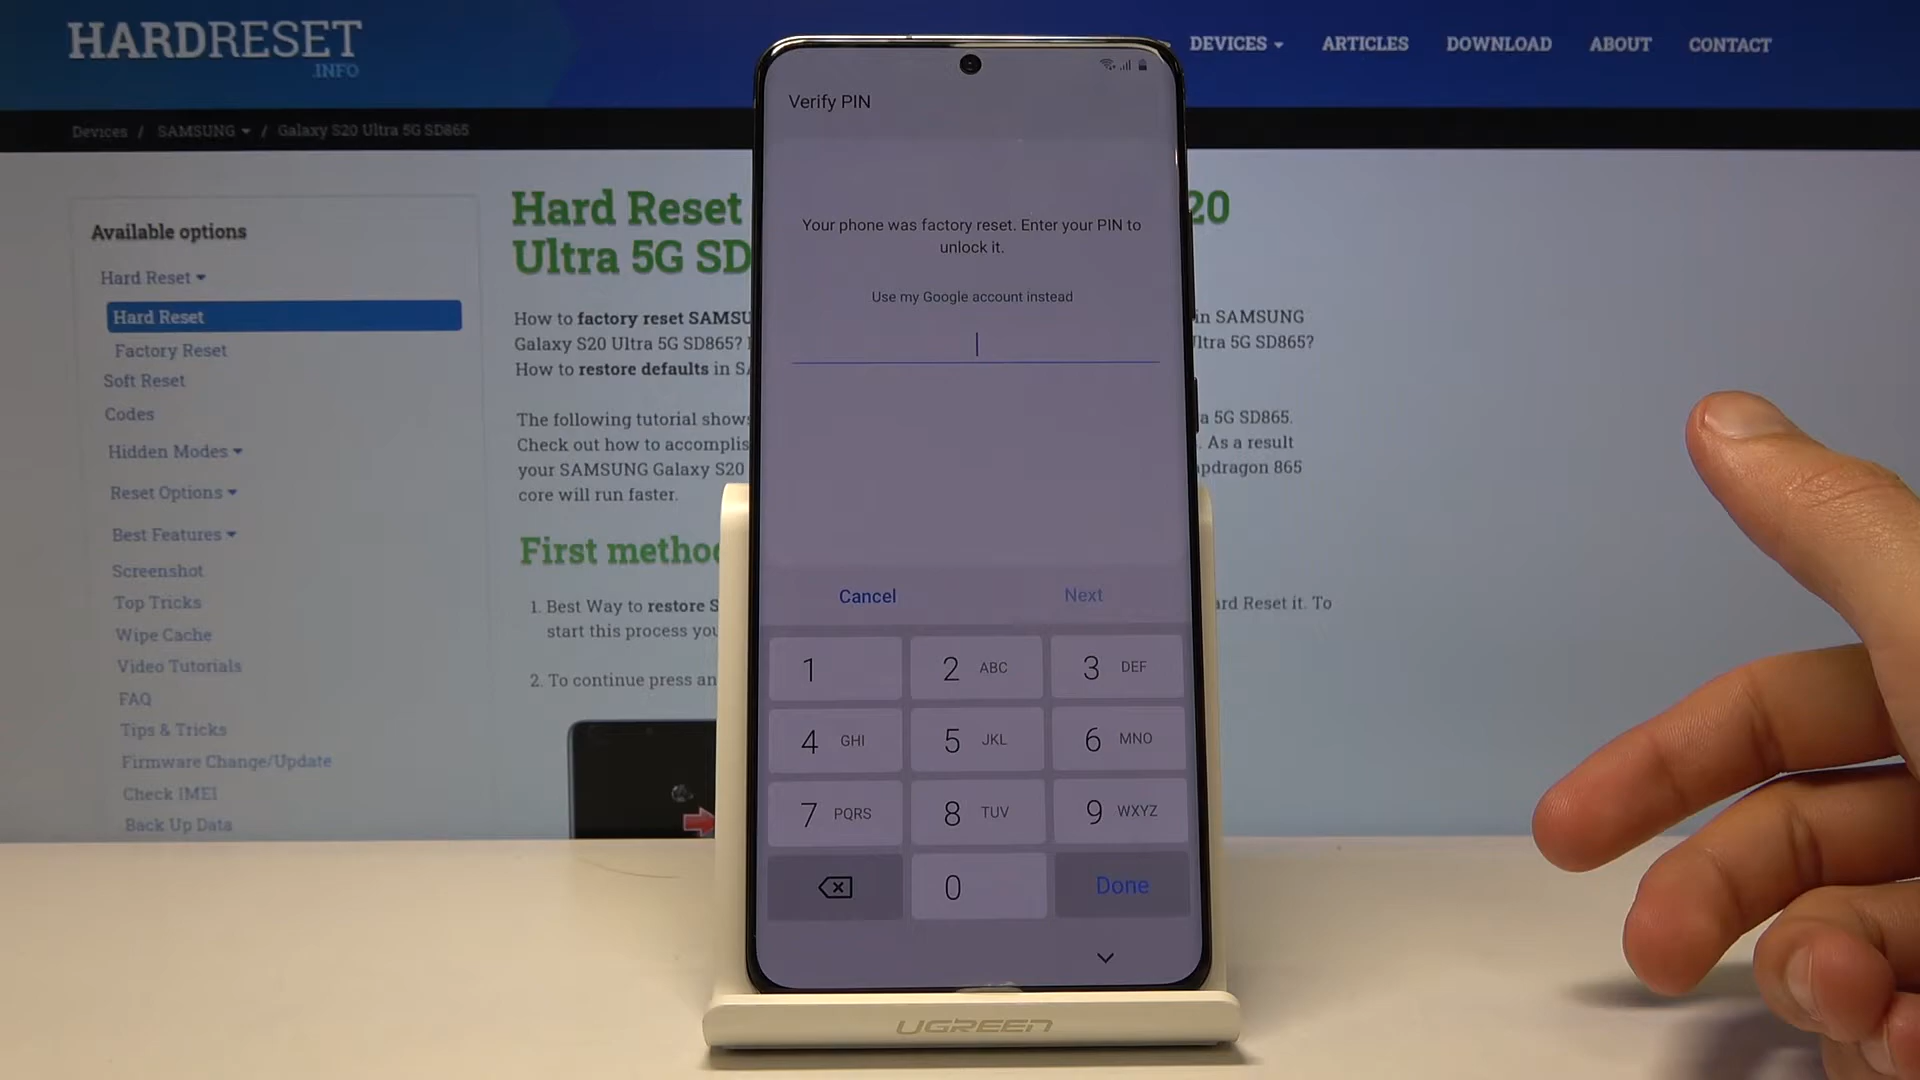 HARDRESET
.INFO
DEVICES
ARTICLES
DOWNLOAD
ABOUT
CONTACT
Devices / SAMSUNG / Galaxy S20 Ultra 5G SD865
Available options
Hard Reset
Hard Reset
Factory Reset
Soft Reset
Codes
Hidden Modes
Reset Options
Best Features
Screenshot
Top Tricks
Wipe Cache
Video Tutorials
FAQ
Tips & Tricks
Firmware Change/Update
Check IMEI
Back Up Data
Hard Reset 20
Ultra 5G SD
How to factory reset SAMSU in SAMSUNG
Galaxy S20 Ultra 5G SD865? ltra 5G SD865?
How to restore defaults in SA
The following tutorial shows a 5G SD865.
Check out how to accomplis . As a result
your SAMSUNG Galaxy S20 apdragon 865
core will run faster.
First metho
1. Best Way to restore S ard Reset it. To
start this process you
2. To continue press an
Verify PIN
Your phone was factory reset. Enter your PIN to
unlock it.
Use my Google account instead
Cancel Next
1 2 ABC 3 DEF
4 GHI 5 JKL 6 MNO
7 PQRS 8 TUV 9 WXYZ
0 Done
UGREEN